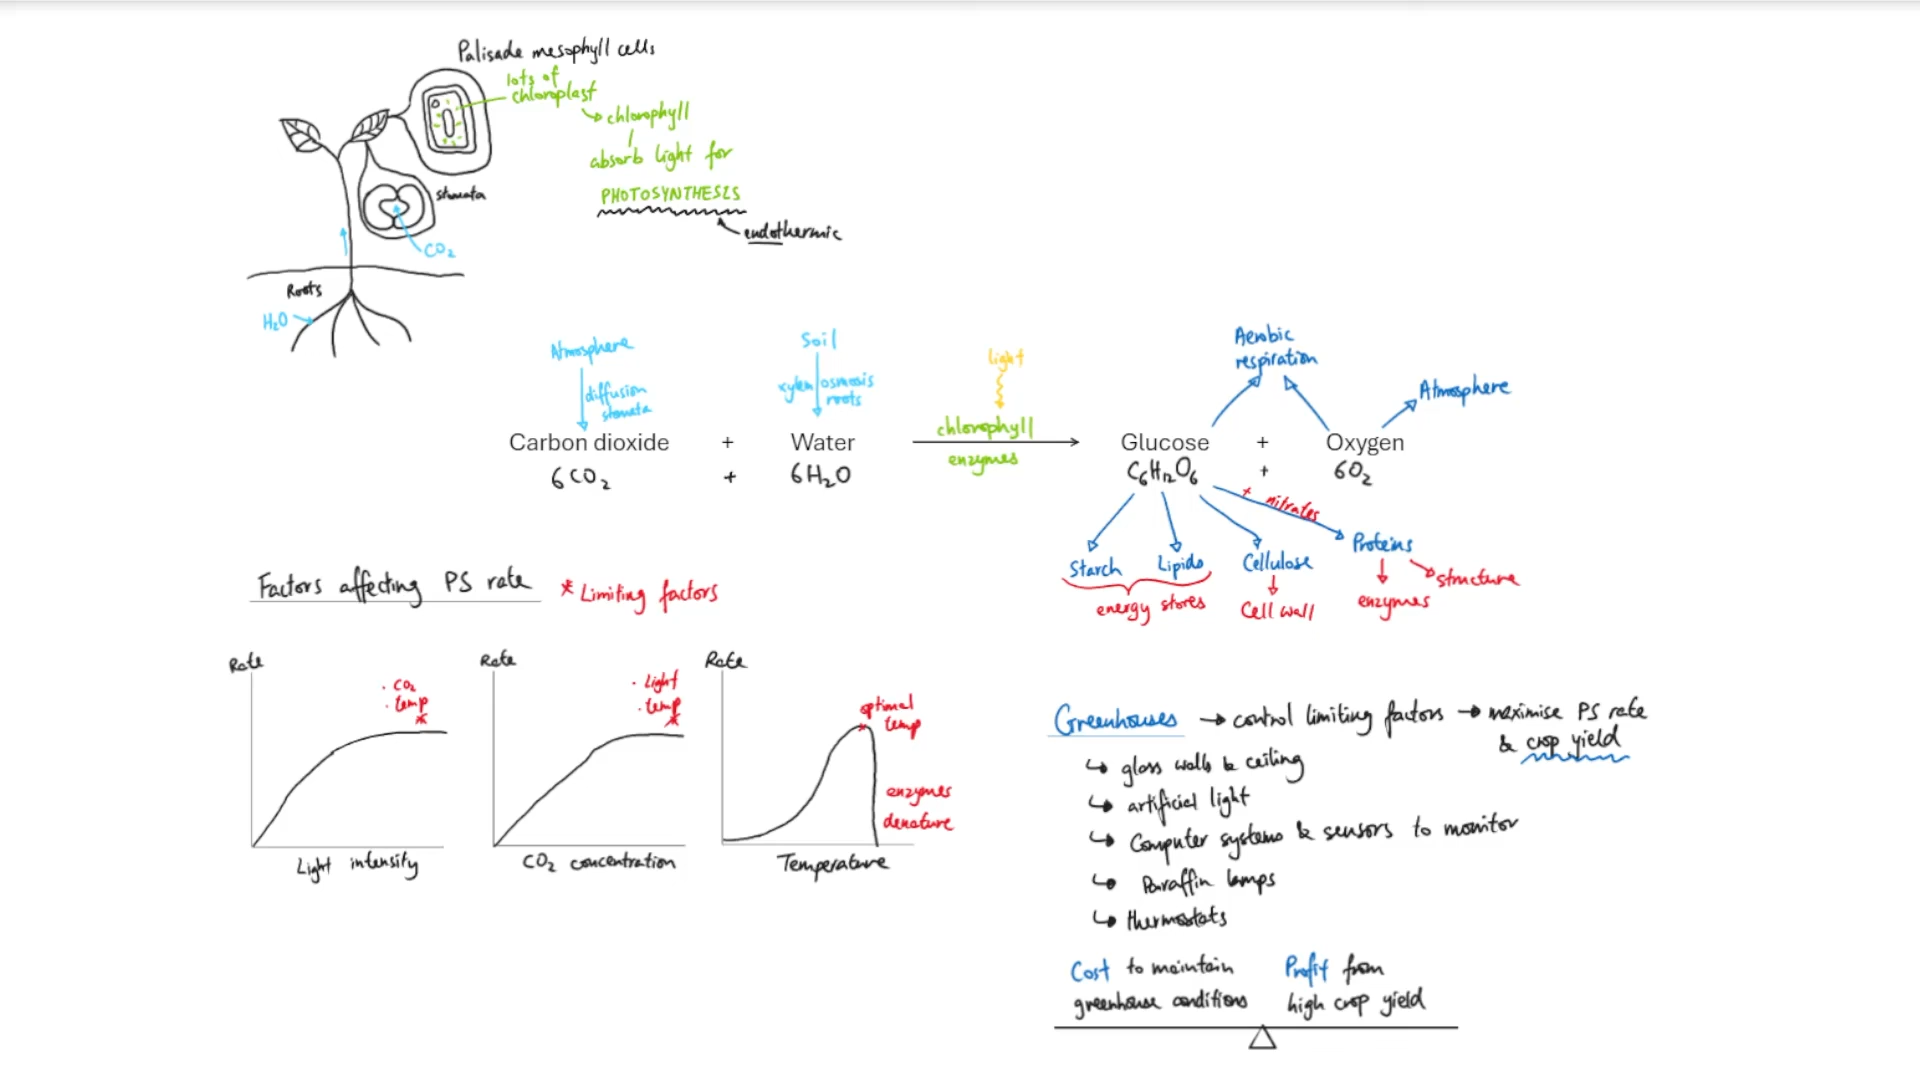 Palisade mesophyll cells
lots of
chloroplast
chlorophyll
absorb light for
PHOTOSYNTHESIS
endothermic
stomata
CO₂
Roots
H₂O
Atmosphere
diffusion
stomata
Soil
xylem osmosis
roots
light
chlorophyll
enzymes
Aerobic
respiration
Atmosphere
Carbon dioxide + Water Glucose + Oxygen
6CO₂ + 6H₂O C₆H₁₂O₆ + 6O₂
+ nitrates
Starch Lipids Cellulose Proteins
energy stores
Cell wall
enzymes
structure
Factors affecting PS rate * Limiting factors
Rate
· CO₂
· temp
*
Light intensity
Rate
· Light
· temp
*
CO₂ concentration
Rate
optimal
temp
enzymes
denature
Temperature
Greenhouses → control limiting factors → maximise PS rate
& crop yield
↳ glass walls & ceiling
↳ artificial light
↳ Computer systems & sensors to monitor
↳ Paraffin lamps
↳ thermostats
Cost to maintain
greenhouse conditions
Profit from
high crop yield